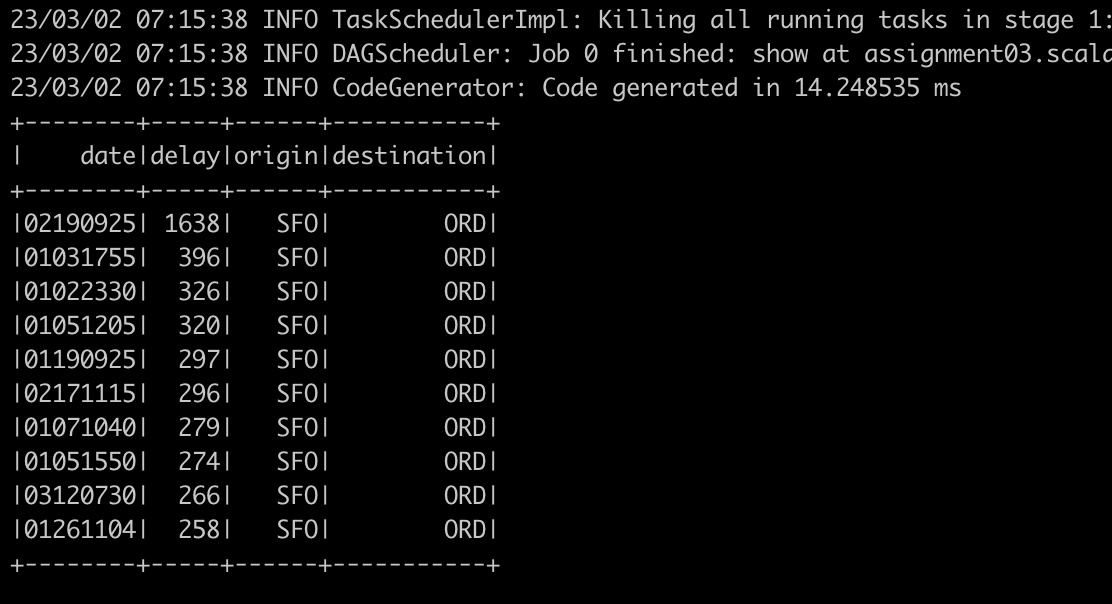 23/03/02 07:15:38 INFO TaskSchedulerImpl: Killing all running tasks in stage 1:
23/03/02 07:15:38 INFO DAGScheduler: Job 0 finished: show at assignment03.scala
23/03/02 07:15:38 INFO CodeGenerator: Code generated in 14.248535 ms
+--------+-----+------+-----------+
|    date|delay|origin|destination|
+--------+-----+------+-----------+
|02190925| 1638|   SFO|        ORD|
|01031755|  396|   SFO|        ORD|
|01022330|  326|   SFO|        ORD|
|01051205|  320|   SFO|        ORD|
|01190925|  297|   SFO|        ORD|
|02171115|  296|   SFO|        ORD|
|01071040|  279|   SFO|        ORD|
|01051550|  274|   SFO|        ORD|
|03120730|  266|   SFO|        ORD|
|01261104|  258|   SFO|        ORD|
+--------+-----+------+-----------+